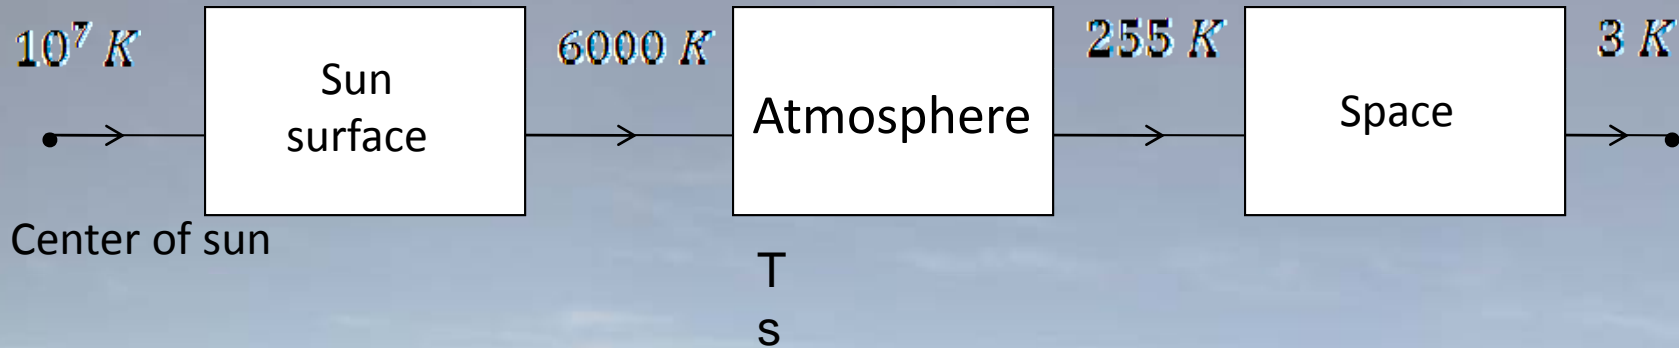 10⁷ K
Sun
surface
6000 K
Atmosphere
255 K
Space
3 K
Center of sun
T
s